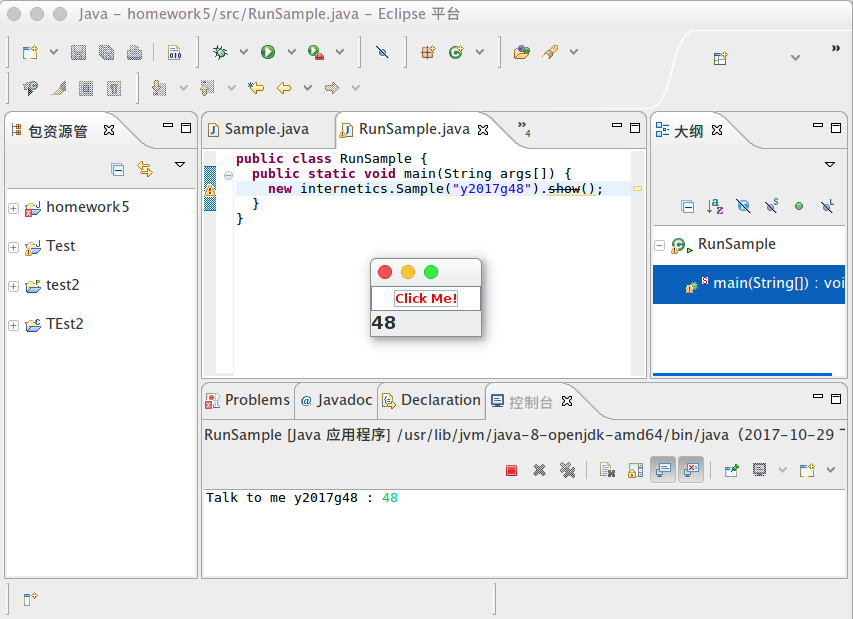 Java - homework5/src/RunSample.java - Eclipse 平台
010
包资源管
homework5
Test
test2
TEst2
Sample.java
RunSample.java
»4
public class RunSample {
public static void main(String args[]) {
new internetics.Sample("y2017g48").show();
}
}
Click Me!
48
大纲
RunSample
main(String[]) : voi
Problems
@ Javadoc
Declaration
控制台
RunSample [Java 应用程序] /usr/lib/jvm/java-8-openjdk-amd64/bin/java（2017-10-29
Talk to me y2017g48 : 48